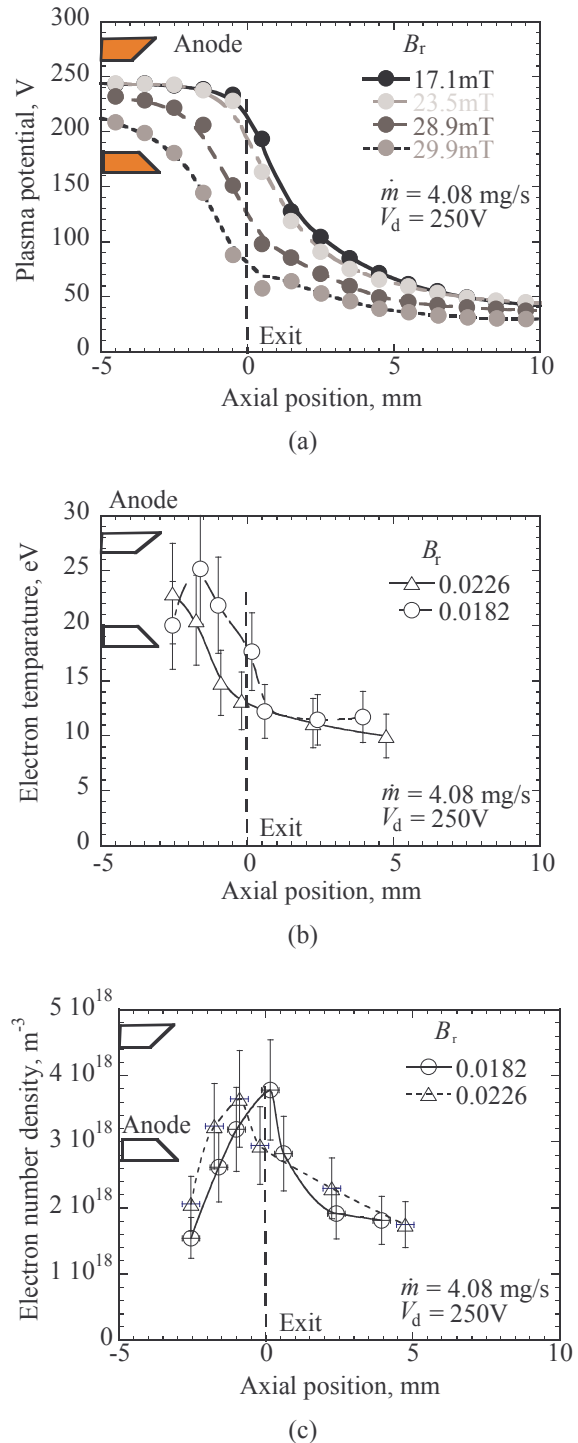 300
250
200
150
100
50
0
Plasma potential, V
Anode
B_r
17.1mT
23.5mT
28.9mT
29.9mT
ṁ = 4.08 mg/s
V_d = 250V
Exit
-5 0 5 10
Axial position, mm
(a)
Anode
30
25
20
15
10
5
0
Electron temparature, eV
B_r
0.0226
0.0182
ṁ = 4.08 mg/s
V_d = 250V
Exit
-5 0 5 10
Axial position, mm
(b)
5 10^18
4 10^18
3 10^18
2 10^18
1 10^18
0
Electron number density, m^-3
Anode
B_r
0.0182
0.0226
ṁ = 4.08 mg/s
V_d = 250V
Exit
-5 0 5 10
Axial position, mm
(c)